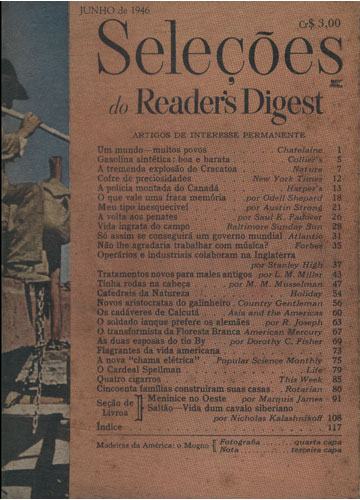 JUNHO de 1946
Cr$ 3,00
Seleções
do Reader's Digest
ARTIGOS DE INTERESSE PERMANENTE
Um mundo—muitos povos . . Chatelaine 1
Gasolina sintética: boa e barata . . Collier's 5
A tremenda explosão de Cracatoa . . Nature 7
Cofre de preciosidades . . New York Times 12
A polícia montada do Canadá . . Harper's 13
O que vale uma fraca memória . por Odell Shepard 18
Meu tipo inesquecível . . por Austin Strong 21
A volta aos penates . . por Saul K. Padover 26
Vida ingrata do campo . Baltimore Sunday Sun 28
Só assim se conseguirá um governo mundial Atlantic 31
Não lhe agradaria trabalhar com música? . Forbes 35
Operários e industriais colaboram na Inglaterra
por Stanley High 37
Tratamentos novos para males antigos por L. M. Miller 43
Tinha rodas na cabeça . . por M. M. Musselman 47
Catedrais da Natureza . . Holiday 54
Novos aristocratas do galinheiro . Country Gentleman 56
Os cadáveres de Calcutá . Asia and the Americas 60
O soldado ianque prefere os alemães . por R. Joseph 63
O transformista da Floresta Branca American Mercury 67
As duas esposas do tio By . por Dorothy C. Fisher 69
Flagrantes da vida americana . . 73
A nova "chama elétrica" . . Popular Science Monthly 75
O Cardeal Spellman . . Life 79
Quatro cigarros . . This Week 85
Cincoenta famílias construíram suas casas . Rotarian 80
Seção de Livros
Meninice no Oeste por Marquis James 91
Saltão—Vida dum cavalo siberiano
por Nicholas Kalashnikoff 108
Índice . . 117
Madeiras da América: o Mogno
Fotografia . . quarta capa
Nota . . terceira capa